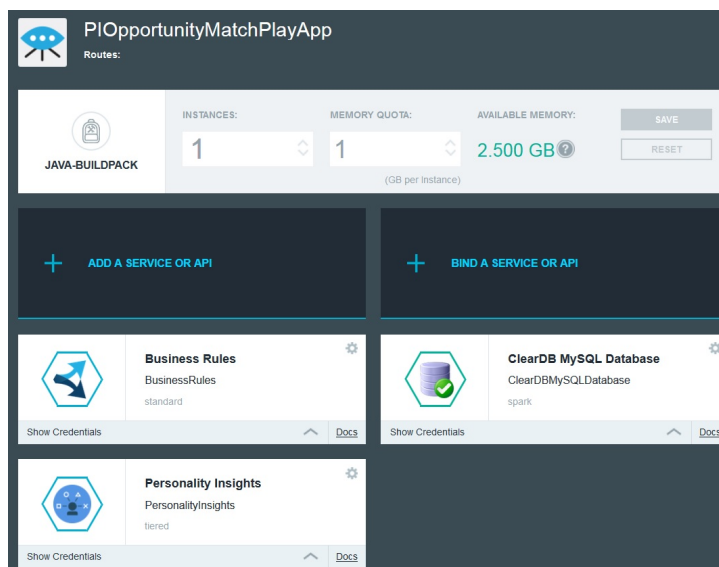 PIOpportunityMatchPlayApp
Routes:
JAVA-BUILDPACK
INSTANCES:
1
MEMORY QUOTA:
1
(GB per Instance)
AVAILABLE MEMORY:
2.500 GB ?
SAVE
RESET
+ ADD A SERVICE OR API
+ BIND A SERVICE OR API
Business Rules
BusinessRules
standard
Show Credentials
Docs
ClearDB MySQL Database
ClearDBMySQLDatabase
spark
Show Credentials
Docs
Personality Insights
PersonalityInsights
tiered
Show Credentials
Docs